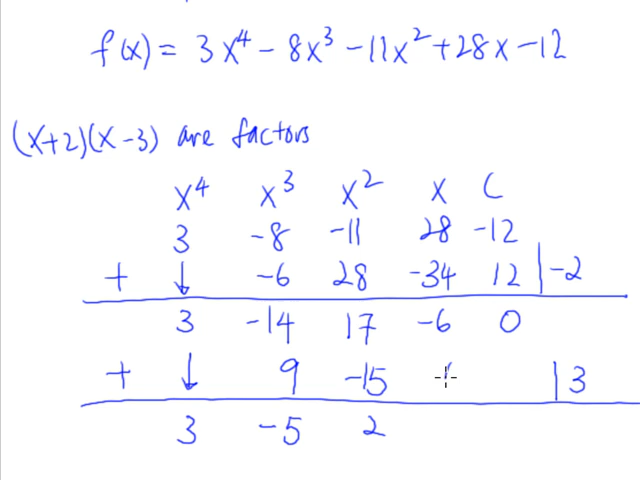 f(x) = 3x⁴ - 8x³ - 11x² + 28x - 12
(x+2)(x-3) are factors
x⁴ x³ x² x C
3 -8 -11 28 -12
+ ↓ -6 28 -34 12 | -2
3 -14 17 -6 0
+ ↓ 9 -15 | 3
3 -5 2